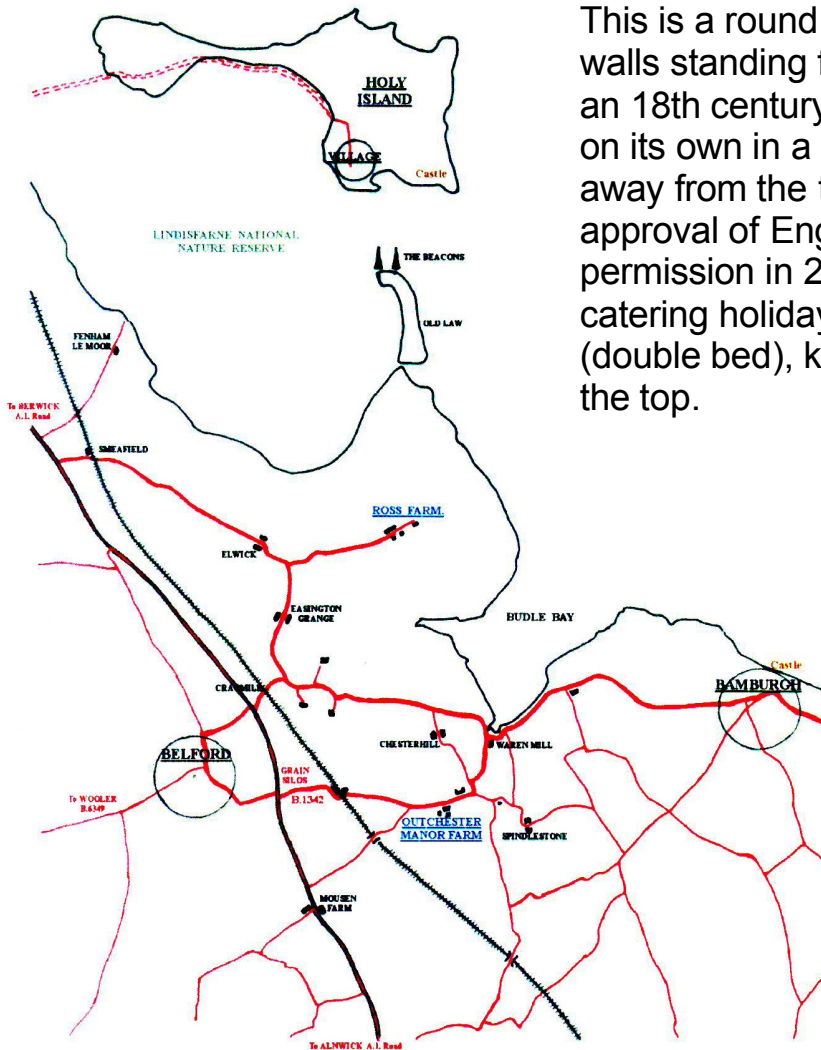 This is a round
walls standing f
an 18th century
on its own in a
away from the t
approval of Eng
permission in 2
catering holiday
(double bed), k
the top.
HOLY
ISLAND
VILLAGE
Castle
LINDISFARNE NATIONAL
NATURE RESERVE
THE BEACONS
OLD LAW
FENHAM
LE MOOR
To BERWICK
A.1. Road
SMEAFIELD
ROSS FARM.
ELWICK
EASINGTON
GRANGE
BUDLE BAY
Castle
BAMBURGH
CRAGMILL
BELFORD
CHESTERHILL
WAREN MILL
GRAIN
SILOS
B.1342
To WOOLER
B.6349
OUTCHESTER
MANOR FARM
SPINDLESTONE
MOUSEN
FARM
To ALNWICK A.1. Road